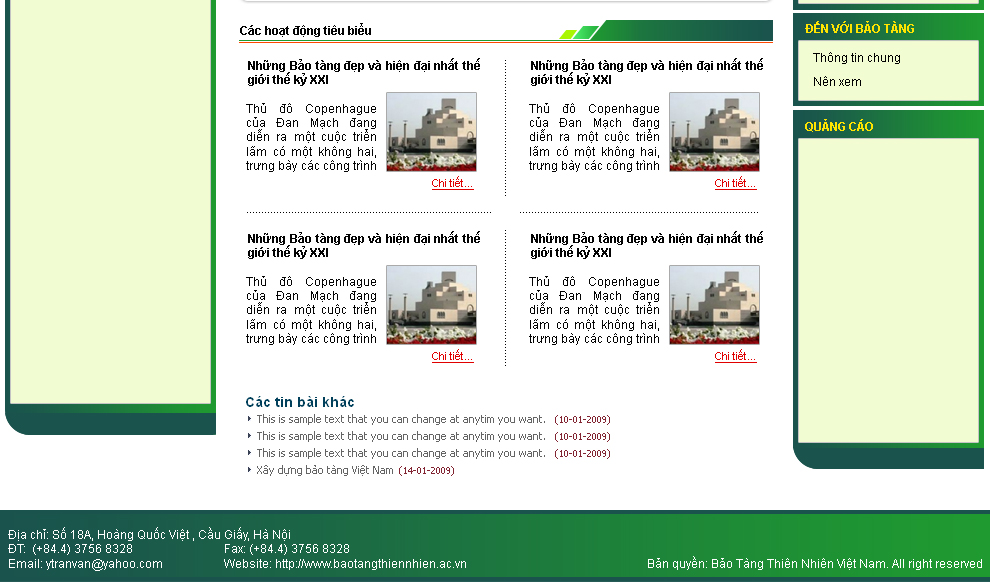 Các hoạt động tiêu biểu
Những Bảo tàng đẹp và hiện đại nhất thế
giới thế kỷ XXI
Thủ đô Copenhague
của Đan Mạch đang
diễn ra một cuộc triển
lãm có một không hai,
trưng bày các công trình
Chi tiết...
Những Bảo tàng đẹp và hiện đại nhất thế
giới thế kỷ XXI
Thủ đô Copenhague
của Đan Mạch đang
diễn ra một cuộc triển
lãm có một không hai,
trưng bày các công trình
Chi tiết...
Những Bảo tàng đẹp và hiện đại nhất thế
giới thế kỷ XXI
Thủ đô Copenhague
của Đan Mạch đang
diễn ra một cuộc triển
lãm có một không hai,
trưng bày các công trình
Chi tiết...
Những Bảo tàng đẹp và hiện đại nhất thế
giới thế kỷ XXI
Thủ đô Copenhague
của Đan Mạch đang
diễn ra một cuộc triển
lãm có một không hai,
trưng bày các công trình
Chi tiết...
Các tin bài khác
This is sample text that you can change at anytim you want. (10-01-2009)
This is sample text that you can change at anytim you want. (10-01-2009)
This is sample text that you can change at anytim you want. (10-01-2009)
Xây dựng bảo tàng Việt Nam (14-01-2009)
ĐẾN VỚI BẢO TÀNG
Thông tin chung
Nên xem
QUẢNG CÁO
Địa chỉ: Số 18A, Hoàng Quốc Việt , Cầu Giấy, Hà Nội
ĐT: (+84.4) 3756 8328 Fax: (+84.4) 3756 8328
Email: ytranvan@yahoo.com Website: http://www.baotangthiennhien.ac.vn Bản quyền: Bảo Tàng Thiên Nhiên Việt Nam. All right reserved